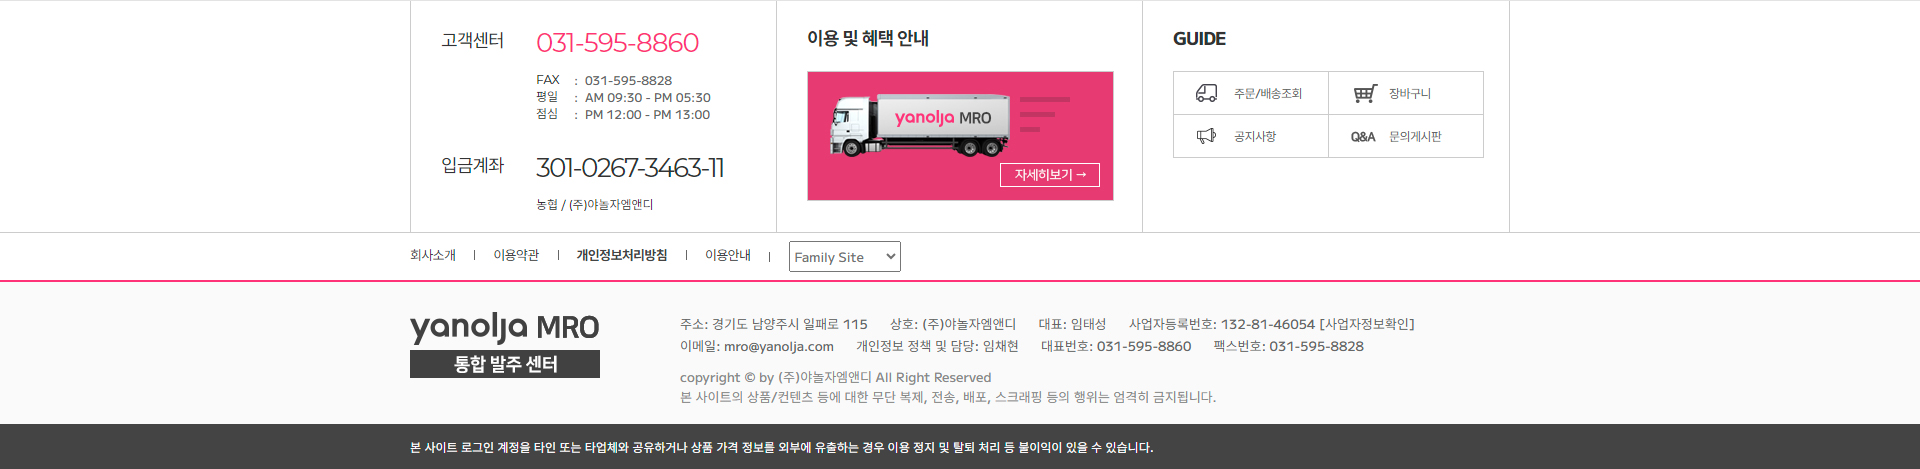 고객센터 031-595-8860
FAX : 031-595-8828
평일 : AM 09:30 - PM 05:30
점심 : PM 12:00 - PM 13:00
입금계좌 301-0267-3463-11
농협 / (주)야놀자엠앤디
이용 및 혜택 안내
yanolja MRO
자세히보기 →
GUIDE
주문/배송조회 장바구니
공지사항 Q&A 문의게시판
회사소개 | 이용약관 | 개인정보처리방침 | 이용안내 | Family Site
yanolja MRO
통합 발주 센터
주소: 경기도 남양주시 일패로 115 상호: (주)야놀자엠앤디 대표: 임태성 사업자등록번호: 132-81-46054 [사업자정보확인]
이메일: mro@yanolja.com 개인정보 정책 및 담당: 임채현 대표번호: 031-595-8860 팩스번호: 031-595-8828
copyright © by (주)야놀자엠앤디 All Right Reserved
본 사이트의 상품/컨텐츠 등에 대한 무단 복제, 전송, 배포, 스크래핑 등의 행위는 엄격히 금지됩니다.
본 사이트 로그인 계정을 타인 또는 타업체와 공유하거나 상품 가격 정보를 외부에 유출하는 경우 이용 정지 및 탈퇴 처리 등 불이익이 있을 수 있습니다.